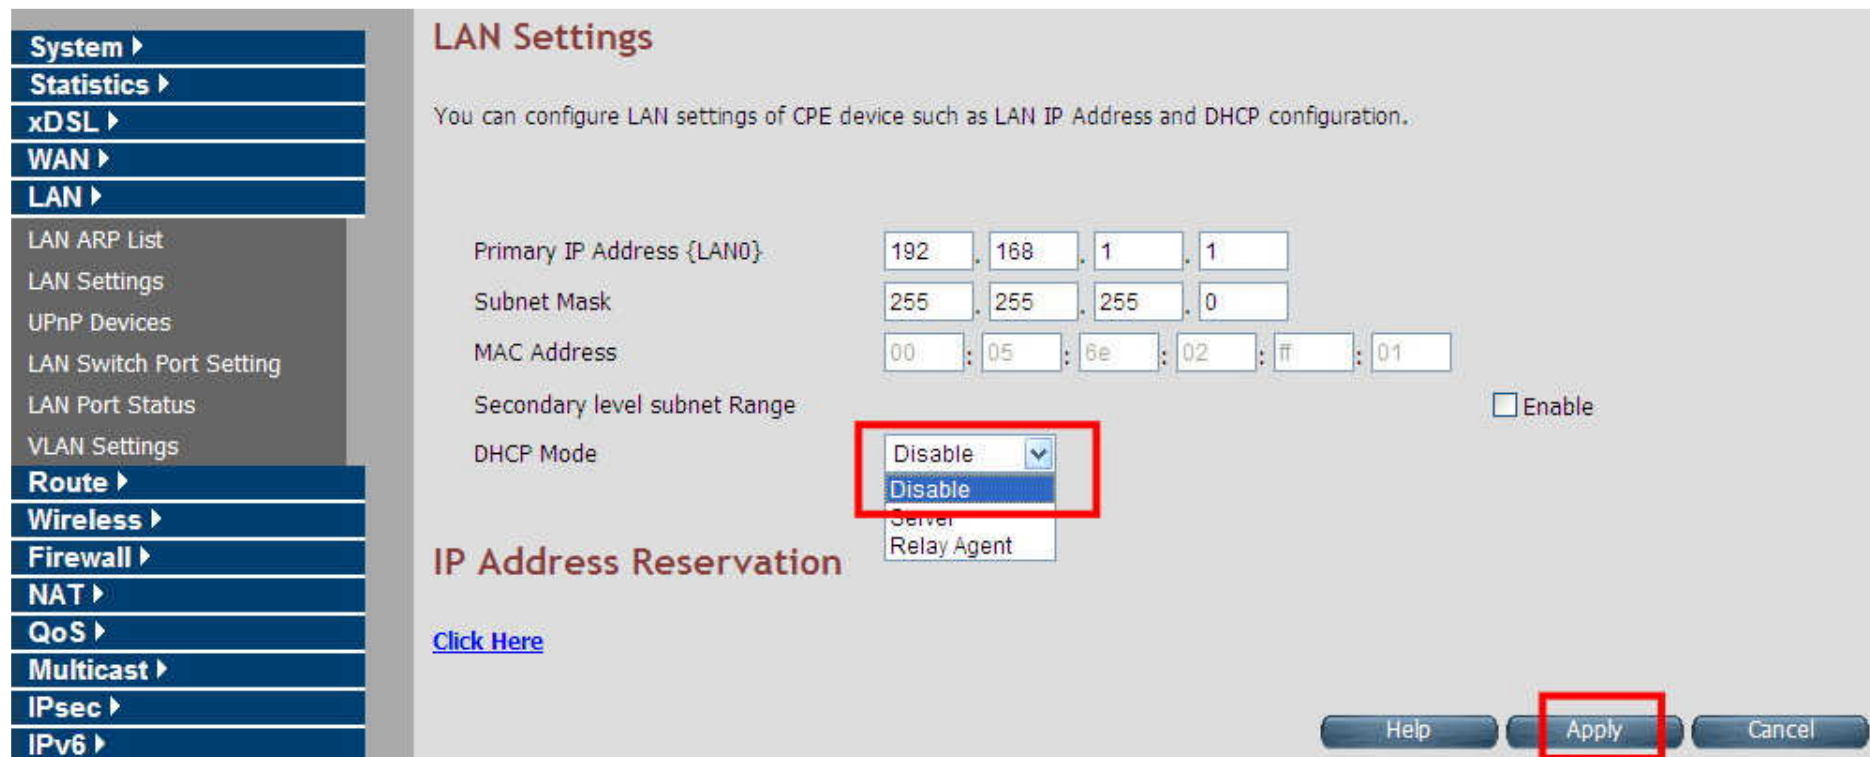 System
Statistics
xDSL
WAN
LAN
LAN ARP List
LAN Settings
UPnP Devices
LAN Switch Port Setting
LAN Port Status
VLAN Settings
Route
Wireless
Firewall
NAT
QoS
Multicast
IPsec
IPv6
LAN Settings
You can configure LAN settings of CPE device such as LAN IP Address and DHCP configuration.
Primary IP Address {LAN0} 192 . 168 . 1 . 1
Subnet Mask 255 . 255 . 255 . 0
MAC Address 00 : 05 : 6e : 02 : ff : 01
Secondary level subnet Range Enable
DHCP Mode Disable
Disable
Server
Relay Agent
IP Address Reservation
Click Here
Help Apply Cancel